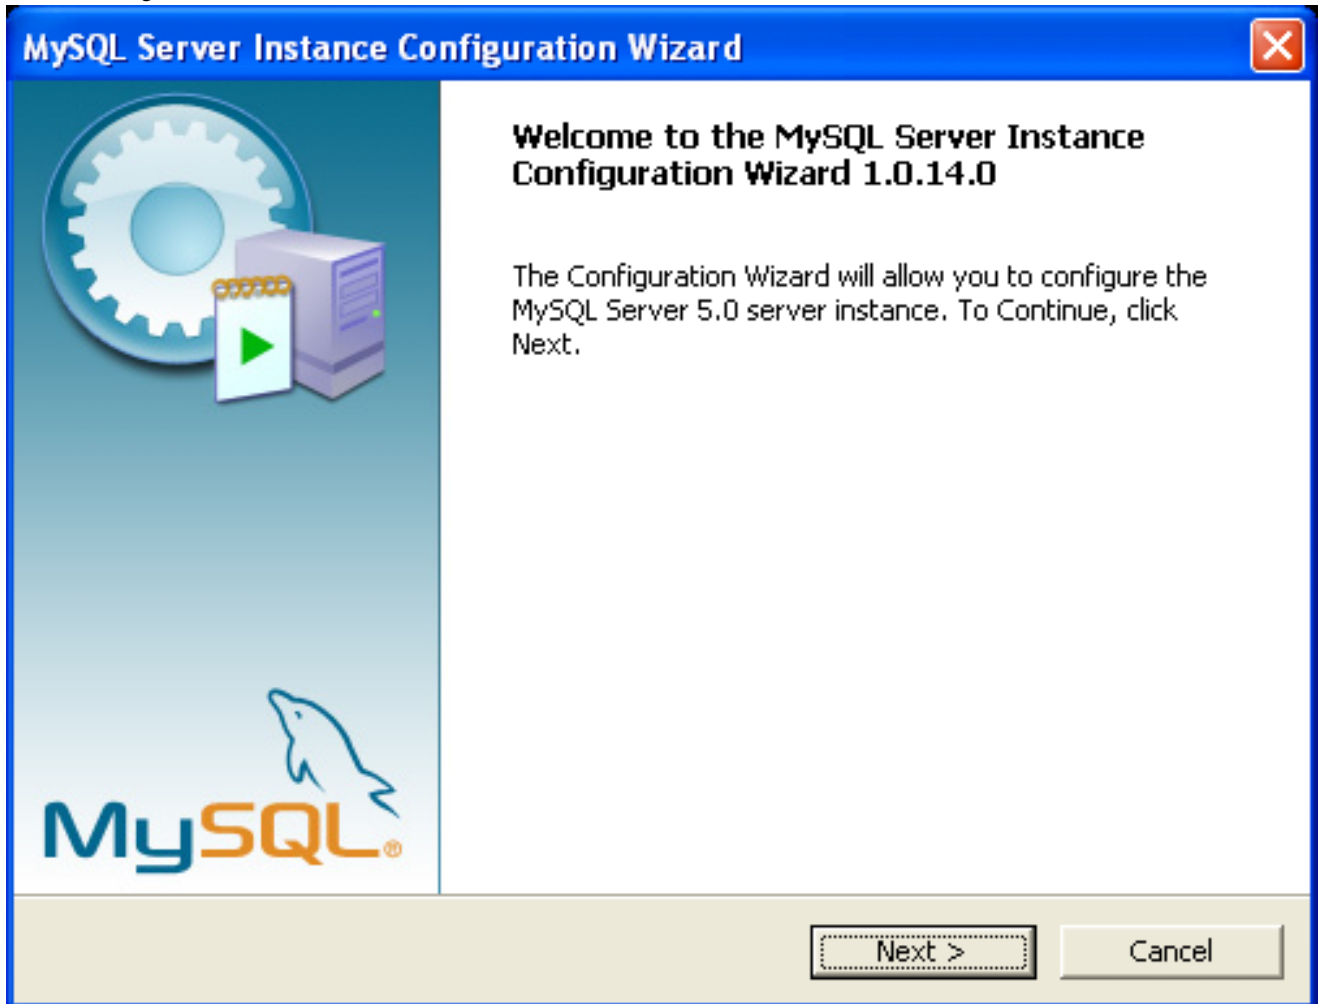 MySQL Server Instance Configuration Wizard
Welcome to the MySQL Server Instance
Configuration Wizard 1.0.14.0
The Configuration Wizard will allow you to configure the
MySQL Server 5.0 server instance. To Continue, click
Next.
MySQL®
Next >
Cancel